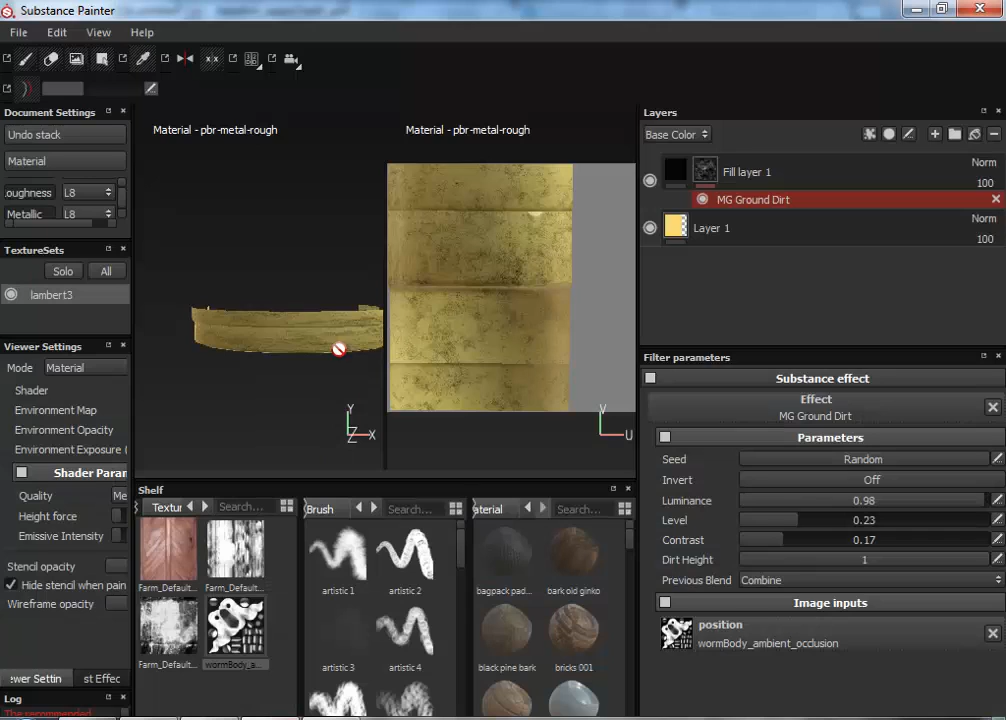 Substance Painter
File Edit View Help
Document Settings
Undo stack
Material
oughness L8
Metallic L8
TextureSets
Solo All
lambert3
Viewer Settings
Mode Material
Shader
Environment Map
Environment Opacity
Environment Exposure (
Shader Paran
Quality Me
Height force
Emissive Intensity
Stencil opacity
Hide stencil when pain
Wireframe opacity
ewer Settin st Effec
Log
The recommended
Material - pbr-metal-rough
Material - pbr-metal-rough
Y
Z X
V
U
Shelf
Textur Search...
Farm_Default... Farm_Default...
Farm_Default... wormBody_a...
Brush Search...
artistic 1 artistic 2
artistic 3 artistic 4
aterial Search...
bagpack pad... bark old ginko
black pine bark bricks 001
Layers
Base Color
Fill layer 1 Norm
100
MG Ground Dirt
Layer 1 Norm
100
Filter parameters
Substance effect
Effect
MG Ground Dirt
Parameters
Seed Random
Invert Off
Luminance 0.98
Level 0.23
Contrast 0.17
Dirt Height 1
Previous Blend Combine
Image inputs
position
wormBody_ambient_occlusion